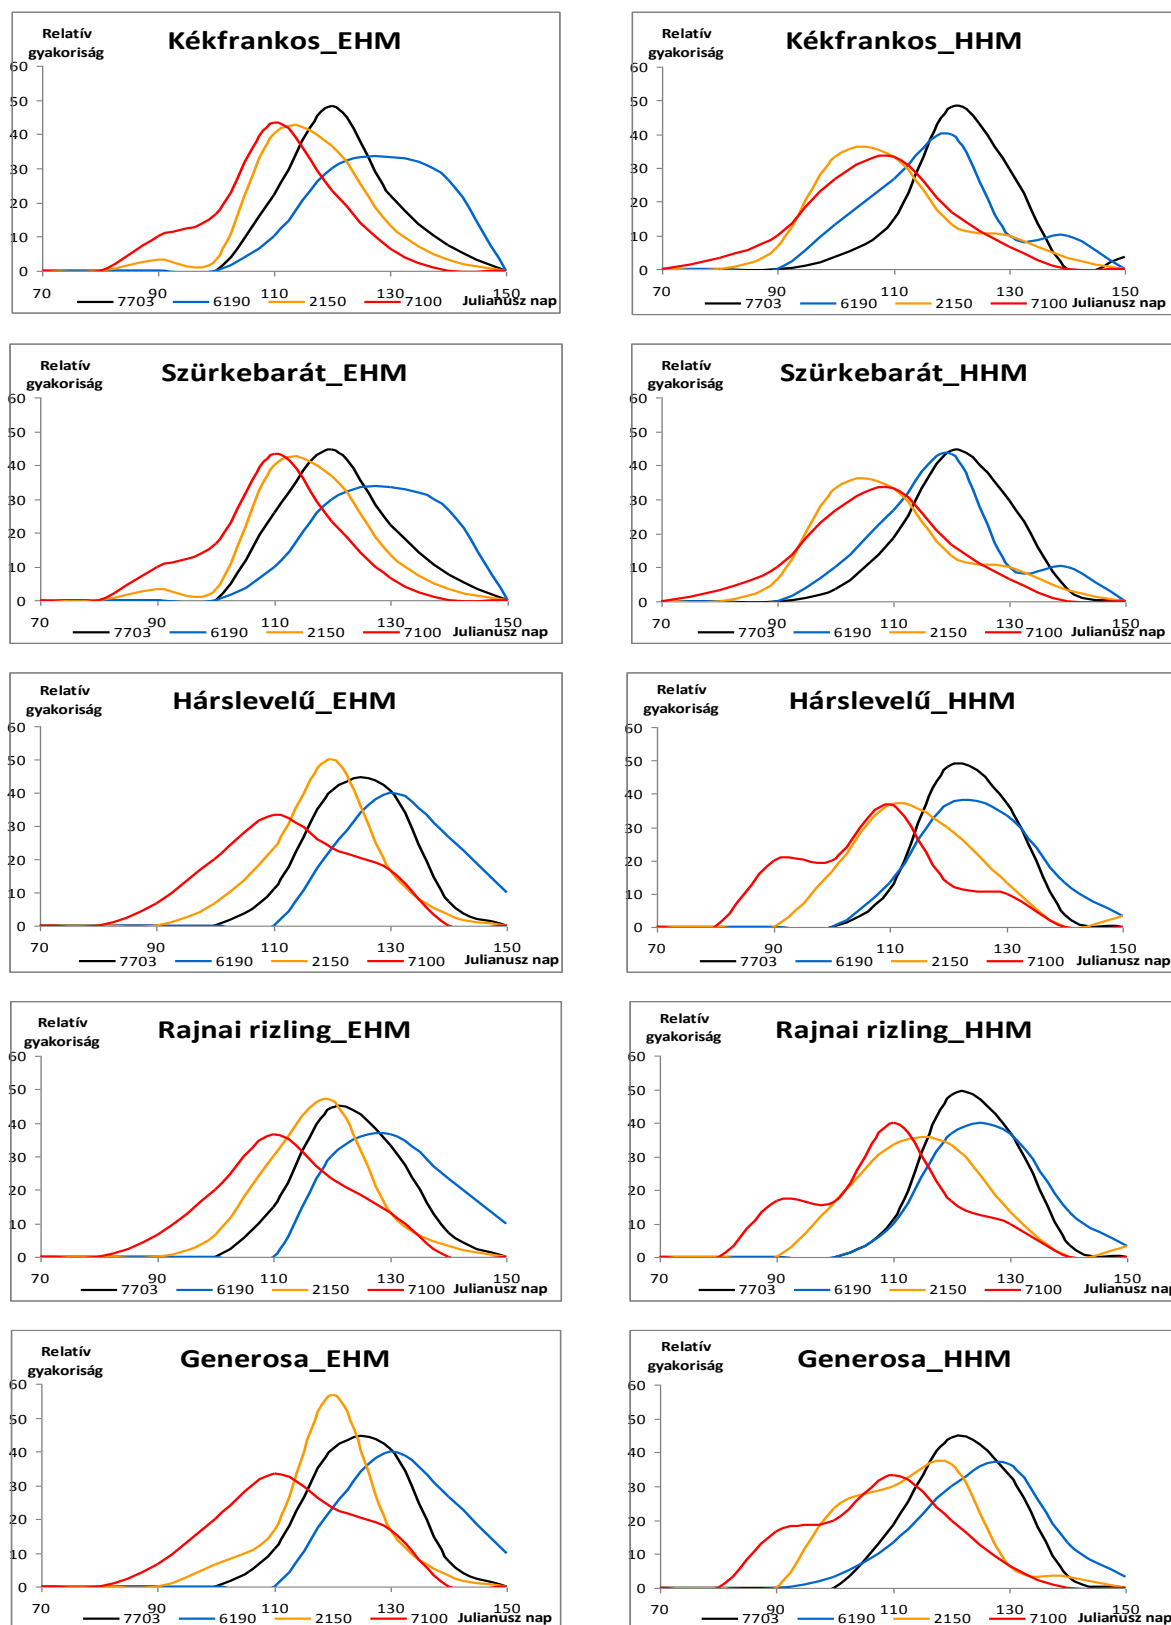 Relatív
gyakoriság
Kékfrankos_EHM
60
50
40
30
20
10
0
70 90 110 130 150
7703 6190 2150 7100 Julianusz nap
Relatív
gyakoriság
Kékfrankos_HHM
60
50
40
30
20
10
0
70 90 110 130 150
7703 6190 2150 7100 Julianusz nap
Relatív
gyakoriság
Szürkebarát_EHM
60
50
40
30
20
10
0
70 90 110 130 150
7703 6190 2150 7100 Julianusz nap
Relatív
gyakoriság
Szürkebarát_HHM
60
50
40
30
20
10
0
70 90 110 130 150
7703 6190 2150 7100 Julianusz nap
Relatív
gyakoriság
Hárslevelű_EHM
60
50
40
30
20
10
0
70 90 110 130 150
7703 6190 2150 7100 Julianusz nap
Relatív
gyakoriság
Hárslevelű_HHM
60
50
40
30
20
10
0
70 90 110 130 150
7703 6190 2150 7100 Julianusz nap
Relatív
gyakoriság
Rajnai rizling_EHM
60
50
40
30
20
10
0
70 90 110 130 150
7703 6190 2150 7100 Julianusz nap
Relatív
gyakoriság
Rajnai rizling_HHM
60
50
40
30
20
10
0
70 90 110 130 150
7703 6190 2150 7100 Julianusz nap
Relatív
gyakoriság
Generosa_EHM
60
50
40
30
20
10
0
70 90 110 130 150
7703 6190 2150 7100 Julianusz nap
Relatív
gyakoriság
Generosa_HHM
60
50
40
30
20
10
0
70 90 110 130 150
7703 6190 2150 7100 Julianusz nap